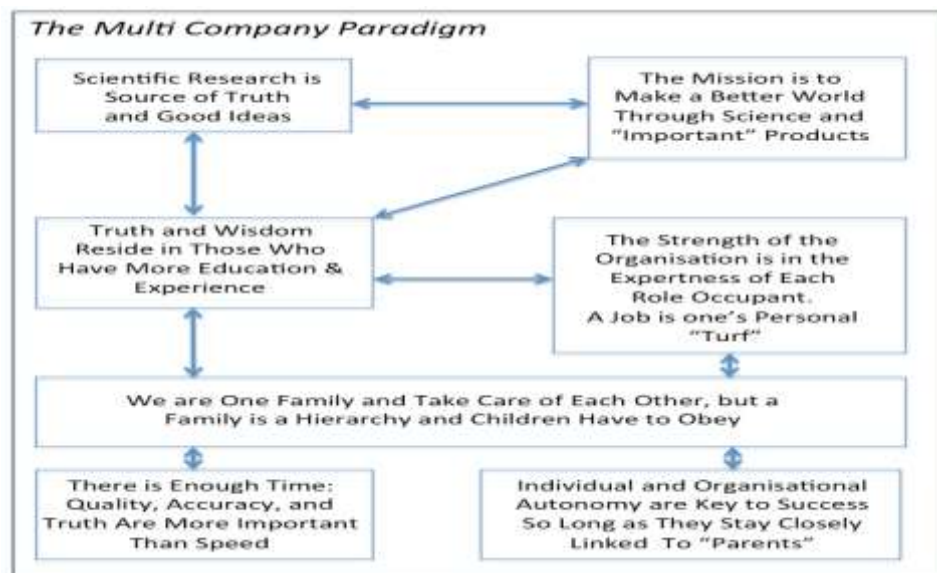 The Multi Company Paradigm
Scientific Research is
Source of Truth
and Good Ideas
The Mission is to
Make a Better World
Through Science and
“Important” Products
Truth and Wisdom
Reside in Those Who
Have More Education &
Experience
The Strength of the
Organisation is in the
Expertness of Each
Role Occupant.
A Job is one’s Personal
“Turf”
We are One Family and Take Care of Each Other, but a
Family is a Hierarchy and Children Have to Obey
There is Enough Time:
Quality, Accuracy, and
Truth Are More Important
Than Speed
Individual and Organisational
Autonomy are Key to Success
So Long as They Stay Closely
Linked To “Parents”